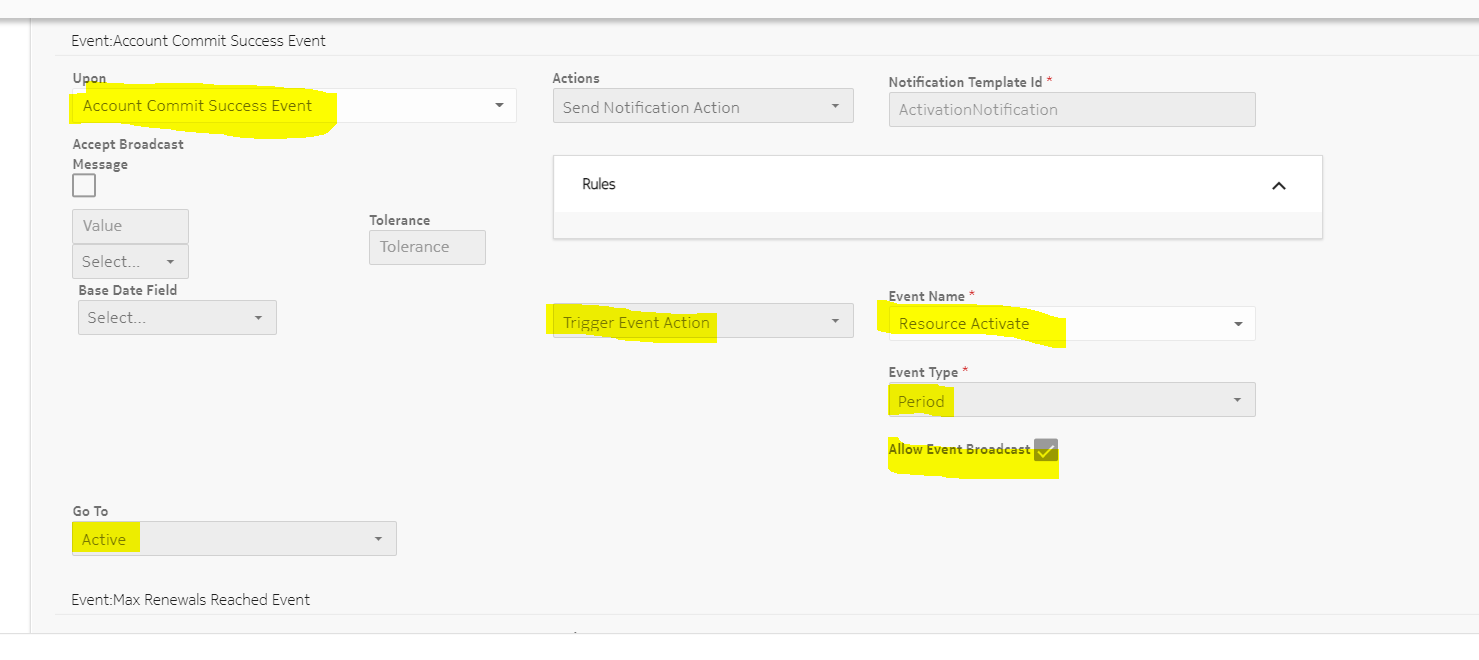 Event:Account Commit Success Event
Upon
Actions
Notification Template Id *
Account Commit Success Event
Send Notification Action
ActivationNotification
Accept Broadcast
Message
Rules
Value
Tolerance
Tolerance
Select...
Base Date Field
Select...
Event Name *
Trigger Event Action
Resource Activate
Event Type *
Period
Allow Event Broadcast
Go To
Active
Event:Max Renewals Reached Event